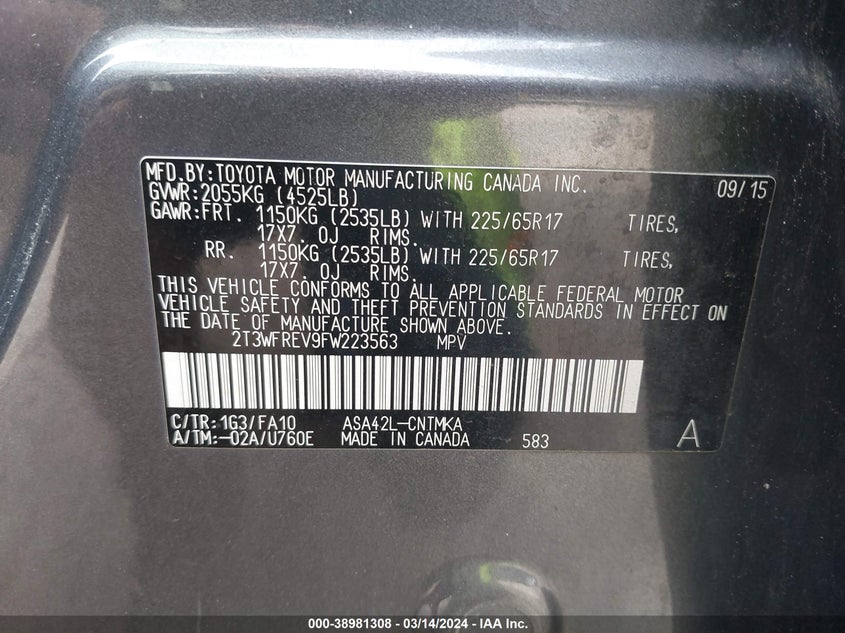 MFD.BY:TOYOTA MOTOR MANUFACTURING CANADA INC. 09/15
GVWR:2055KG (4525LB)
GAWR:FRT. 1150KG (2535LB) WITH 225/65R17 TIRES,
17X7.0J RIMS.
RR. 1150KG (2535LB) WITH 225/65R17 TIRES,
17X7.0J RIMS.
THIS VEHICLE CONFORMS TO ALL APPLICABLE FEDERAL MOTOR
VEHICLE SAFETY AND THEFT PREVENTION STANDARDS IN EFFECT ON
THE DATE OF MANUFACTURE SHOWN ABOVE.
2T3WFREV9FW223563 MPV
C/TR:1G3/FA10 ASA42L-CNTMKA
A/TM:-02A/U760E MADE IN CANADA 583 A
000-38981308 - 03/14/2024 - IAA Inc.